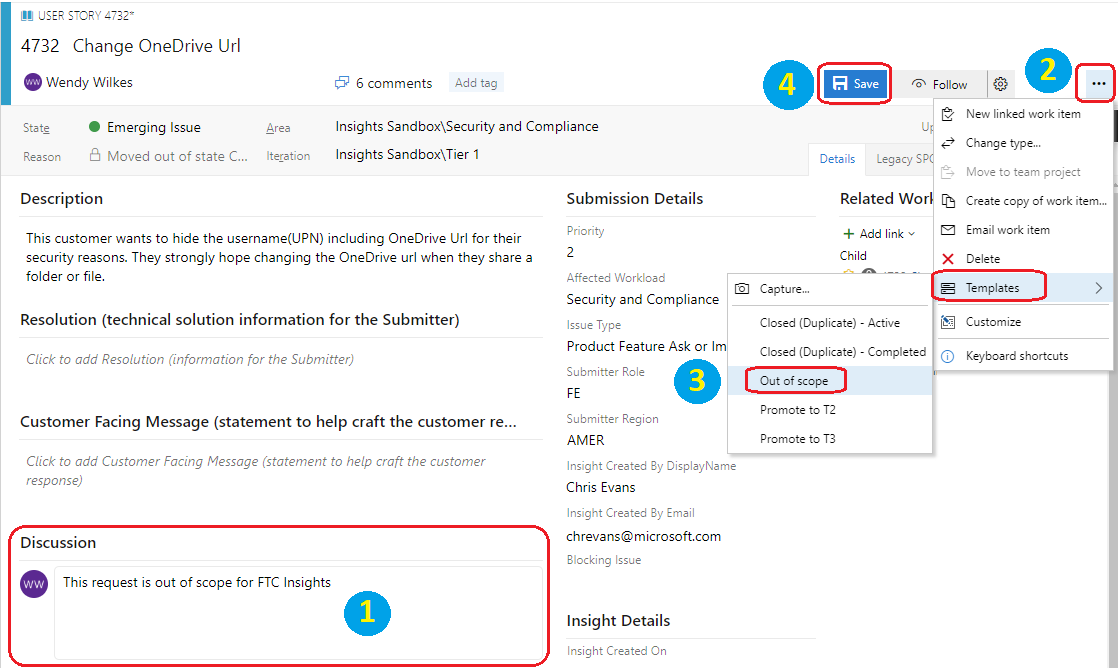 USER STORY 4732*
4732 Change OneDrive Url
WW Wendy Wilkes
6 comments
Add tag
4
Save
Follow
2
...
State
Emerging Issue
Area
Insights Sandbox\Security and Compliance
Reason
Moved out of state C...
Iteration
Insights Sandbox\Tier 1
Details
Legacy SPO
New linked work item
Change type...
Move to team project
Create copy of work item...
Email work item
Delete
Templates
Customize
Keyboard shortcuts
Capture...
Closed (Duplicate) - Active
Closed (Duplicate) - Completed
3
Out of scope
Promote to T2
Promote to T3
Description
This customer wants to hide the username(UPN) including OneDrive Url for their
security reasons. They strongly hope changing the OneDrive url when they share a
folder or file.
Resolution (technical solution information for the Submitter)
Click to add Resolution (information for the Submitter)
Customer Facing Message (statement to help craft the customer re...
Click to add Customer Facing Message (statement to help craft the customer
response)
Discussion
WW
This request is out of scope for FTC Insights
1
Submission Details
Priority
2
Affected Workload
Security and Compliance
Issue Type
Product Feature Ask or Im
Submitter Role
FE
Submitter Region
AMER
Insight Created By DisplayName
Chris Evans
Insight Created By Email
chrevans@microsoft.com
Blocking Issue
Insight Details
Insight Created On
Related Work
Add link
Child